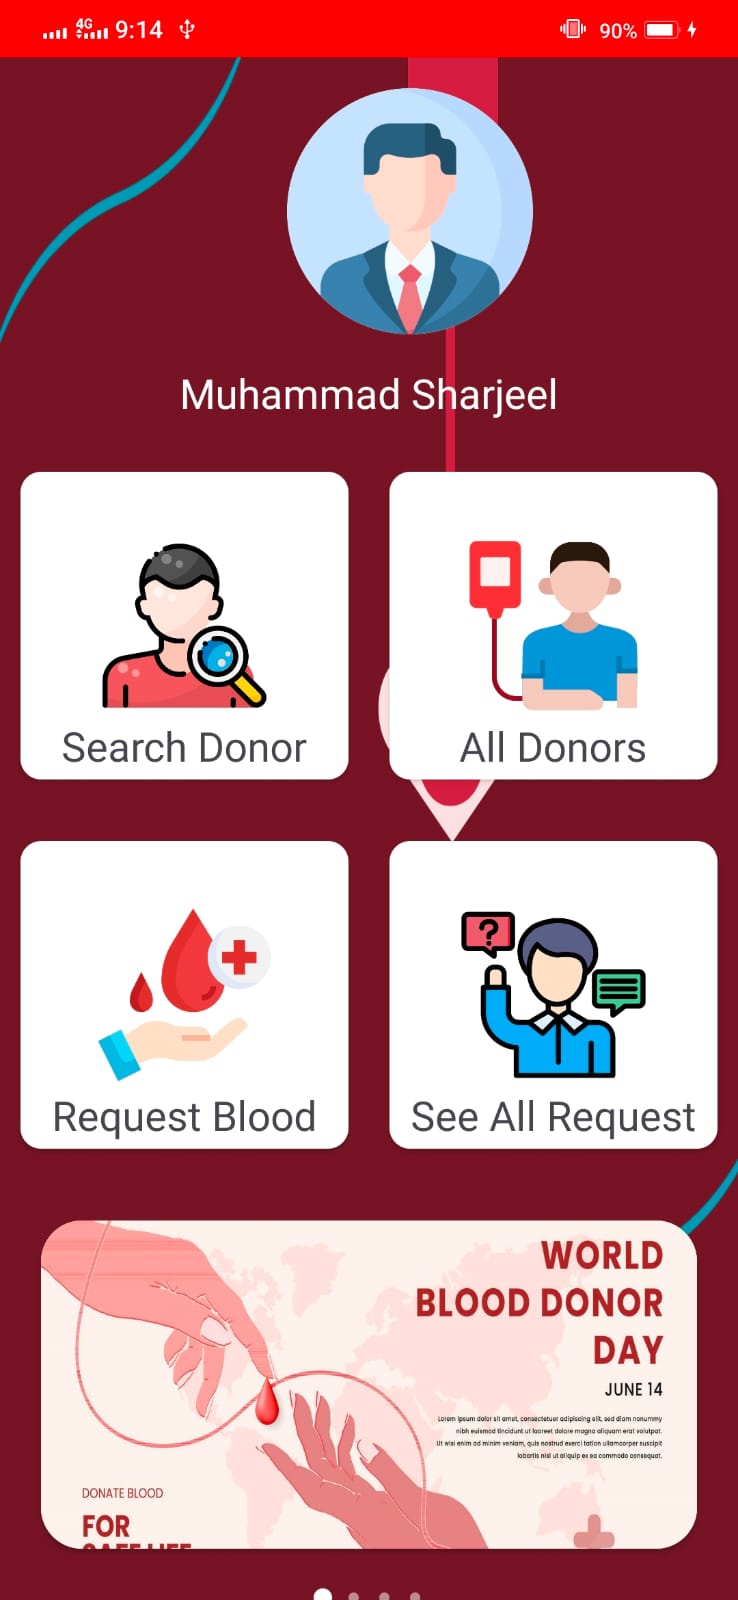 4G 9:14 90%
Muhammad Sharjeel
Search Donor
All Donors
Request Blood
See All Request
WORLD
BLOOD DONOR
DAY
JUNE 14
Lorem ipsum dolor sit amet, consectetuer adipiscing elit, sed diam nonummy
nibh euismod tincidunt ut laoreet dolore magna aliquam erat volutpat.
Ut wisi enim ad minim veniam, quis nostrud exerci tation ullamcorper suscipit
lobortis nisl ut aliquip ex ea commodo consequat.
DONATE BLOOD
FOR
SAFE LIFE